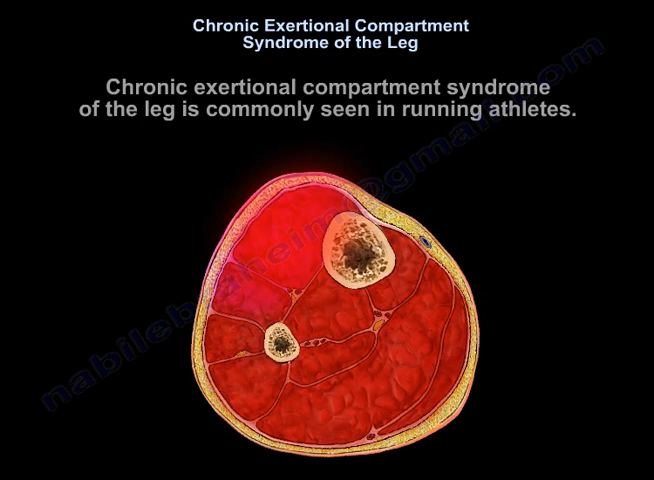 Chronic Exertional Compartment
Syndrome of the Leg
Chronic exertional compartment syndrome
of the leg is commonly seen in running athletes.